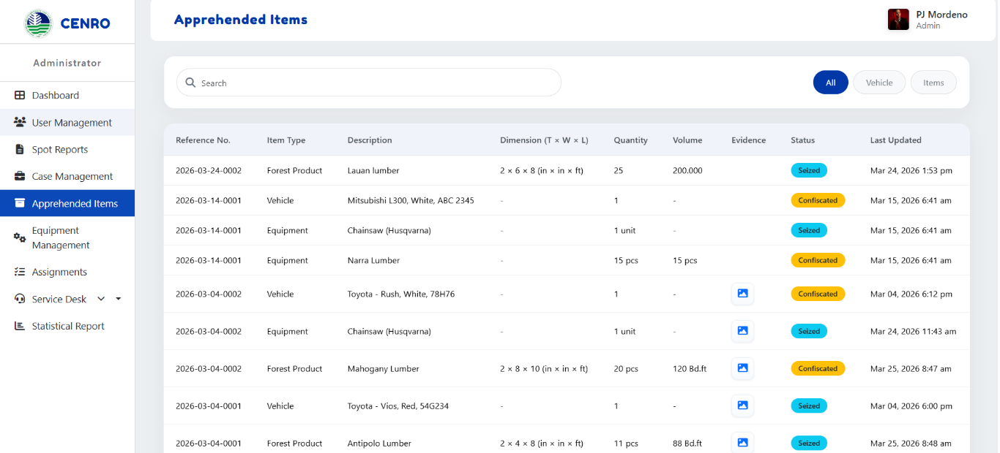 CENRO
Administrator
Dashboard
User Management
Spot Reports
Case Management
Apprehended Items
Equipment
Management
Assignments
Service Desk
Statistical Report
Apprehended Items
PJ Mordeno
Admin
Search
All Vehicle Items
Reference No. Item Type Description Dimension (T × W × L) Quantity Volume Evidence Status Last Updated
2026-03-24-0002 Forest Product Lauan lumber 2 × 6 × 8 (in × in × ft) 25 200.000 Seized Mar 24, 2026 1:53 pm
2026-03-14-0001 Vehicle Mitsubishi L300, White, ABC 2345 - 1 - Confiscated Mar 15, 2026 6:41 am
2026-03-14-0001 Equipment Chainsaw (Husqvarna) - 1 unit - Seized Mar 15, 2026 6:41 am
2026-03-14-0001 Equipment Narra Lumber - 15 pcs 15 pcs Confiscated Mar 15, 2026 6:41 am
2026-03-04-0002 Vehicle Toyota - Rush, White, 78H76 - 1 - Confiscated Mar 04, 2026 6:12 pm
2026-03-04-0002 Equipment Chainsaw (Husqvarna) - 1 unit - Seized Mar 24, 2026 11:43 am
2026-03-04-0002 Forest Product Mahogany Lumber 2 × 8 × 10 (in × in × ft) 20 pcs 120 Bd.ft Confiscated Mar 25, 2026 8:47 am
2026-03-04-0001 Vehicle Toyota - Vios, Red, 54G234 - 1 - Seized Mar 04, 2026 6:00 pm
2026-03-04-0001 Forest Product Antipolo Lumber 2 × 4 × 8 (in × in × ft) 11 pcs 88 Bd.ft Seized Mar 25, 2026 8:48 am